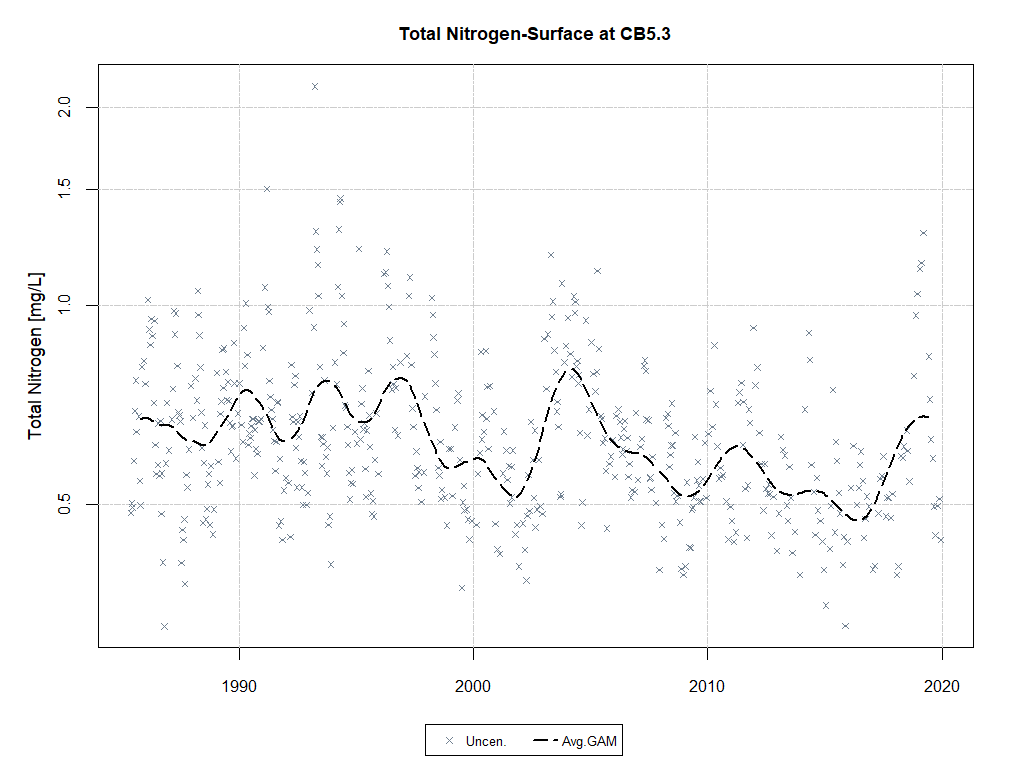 Total Nitrogen-Surface at CB5.3
Total Nitrogen [mg/L]
2.0
1.5
1.0
0.5
1990 2000 2010 2020
Uncen. Avg.GAM